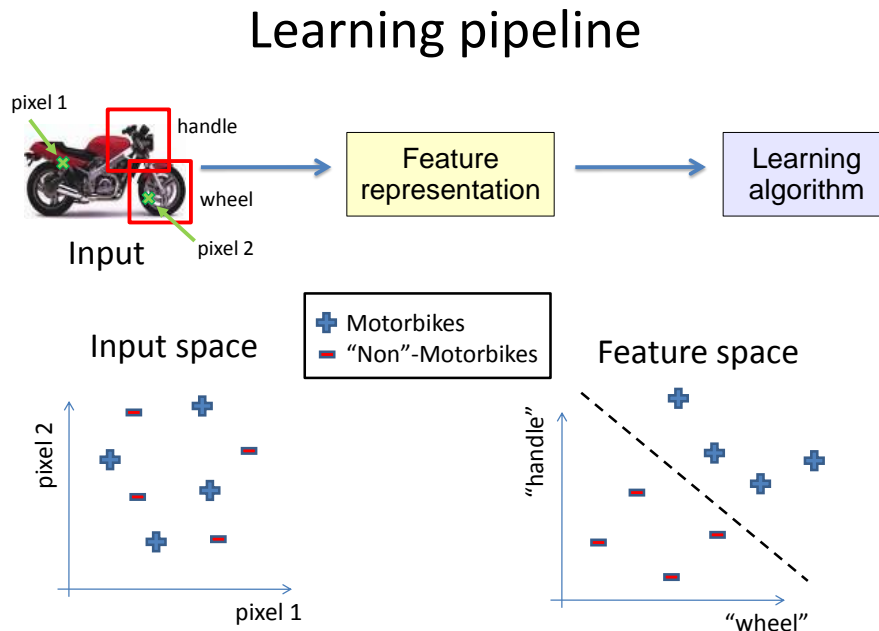 Learning pipeline
pixel 1
handle
wheel
pixel 2
Input
Feature
representation
Learning
algorithm
Motorbikes
“Non”-Motorbikes
Input space
pixel 2
pixel 1
Feature space
“handle”
“wheel”